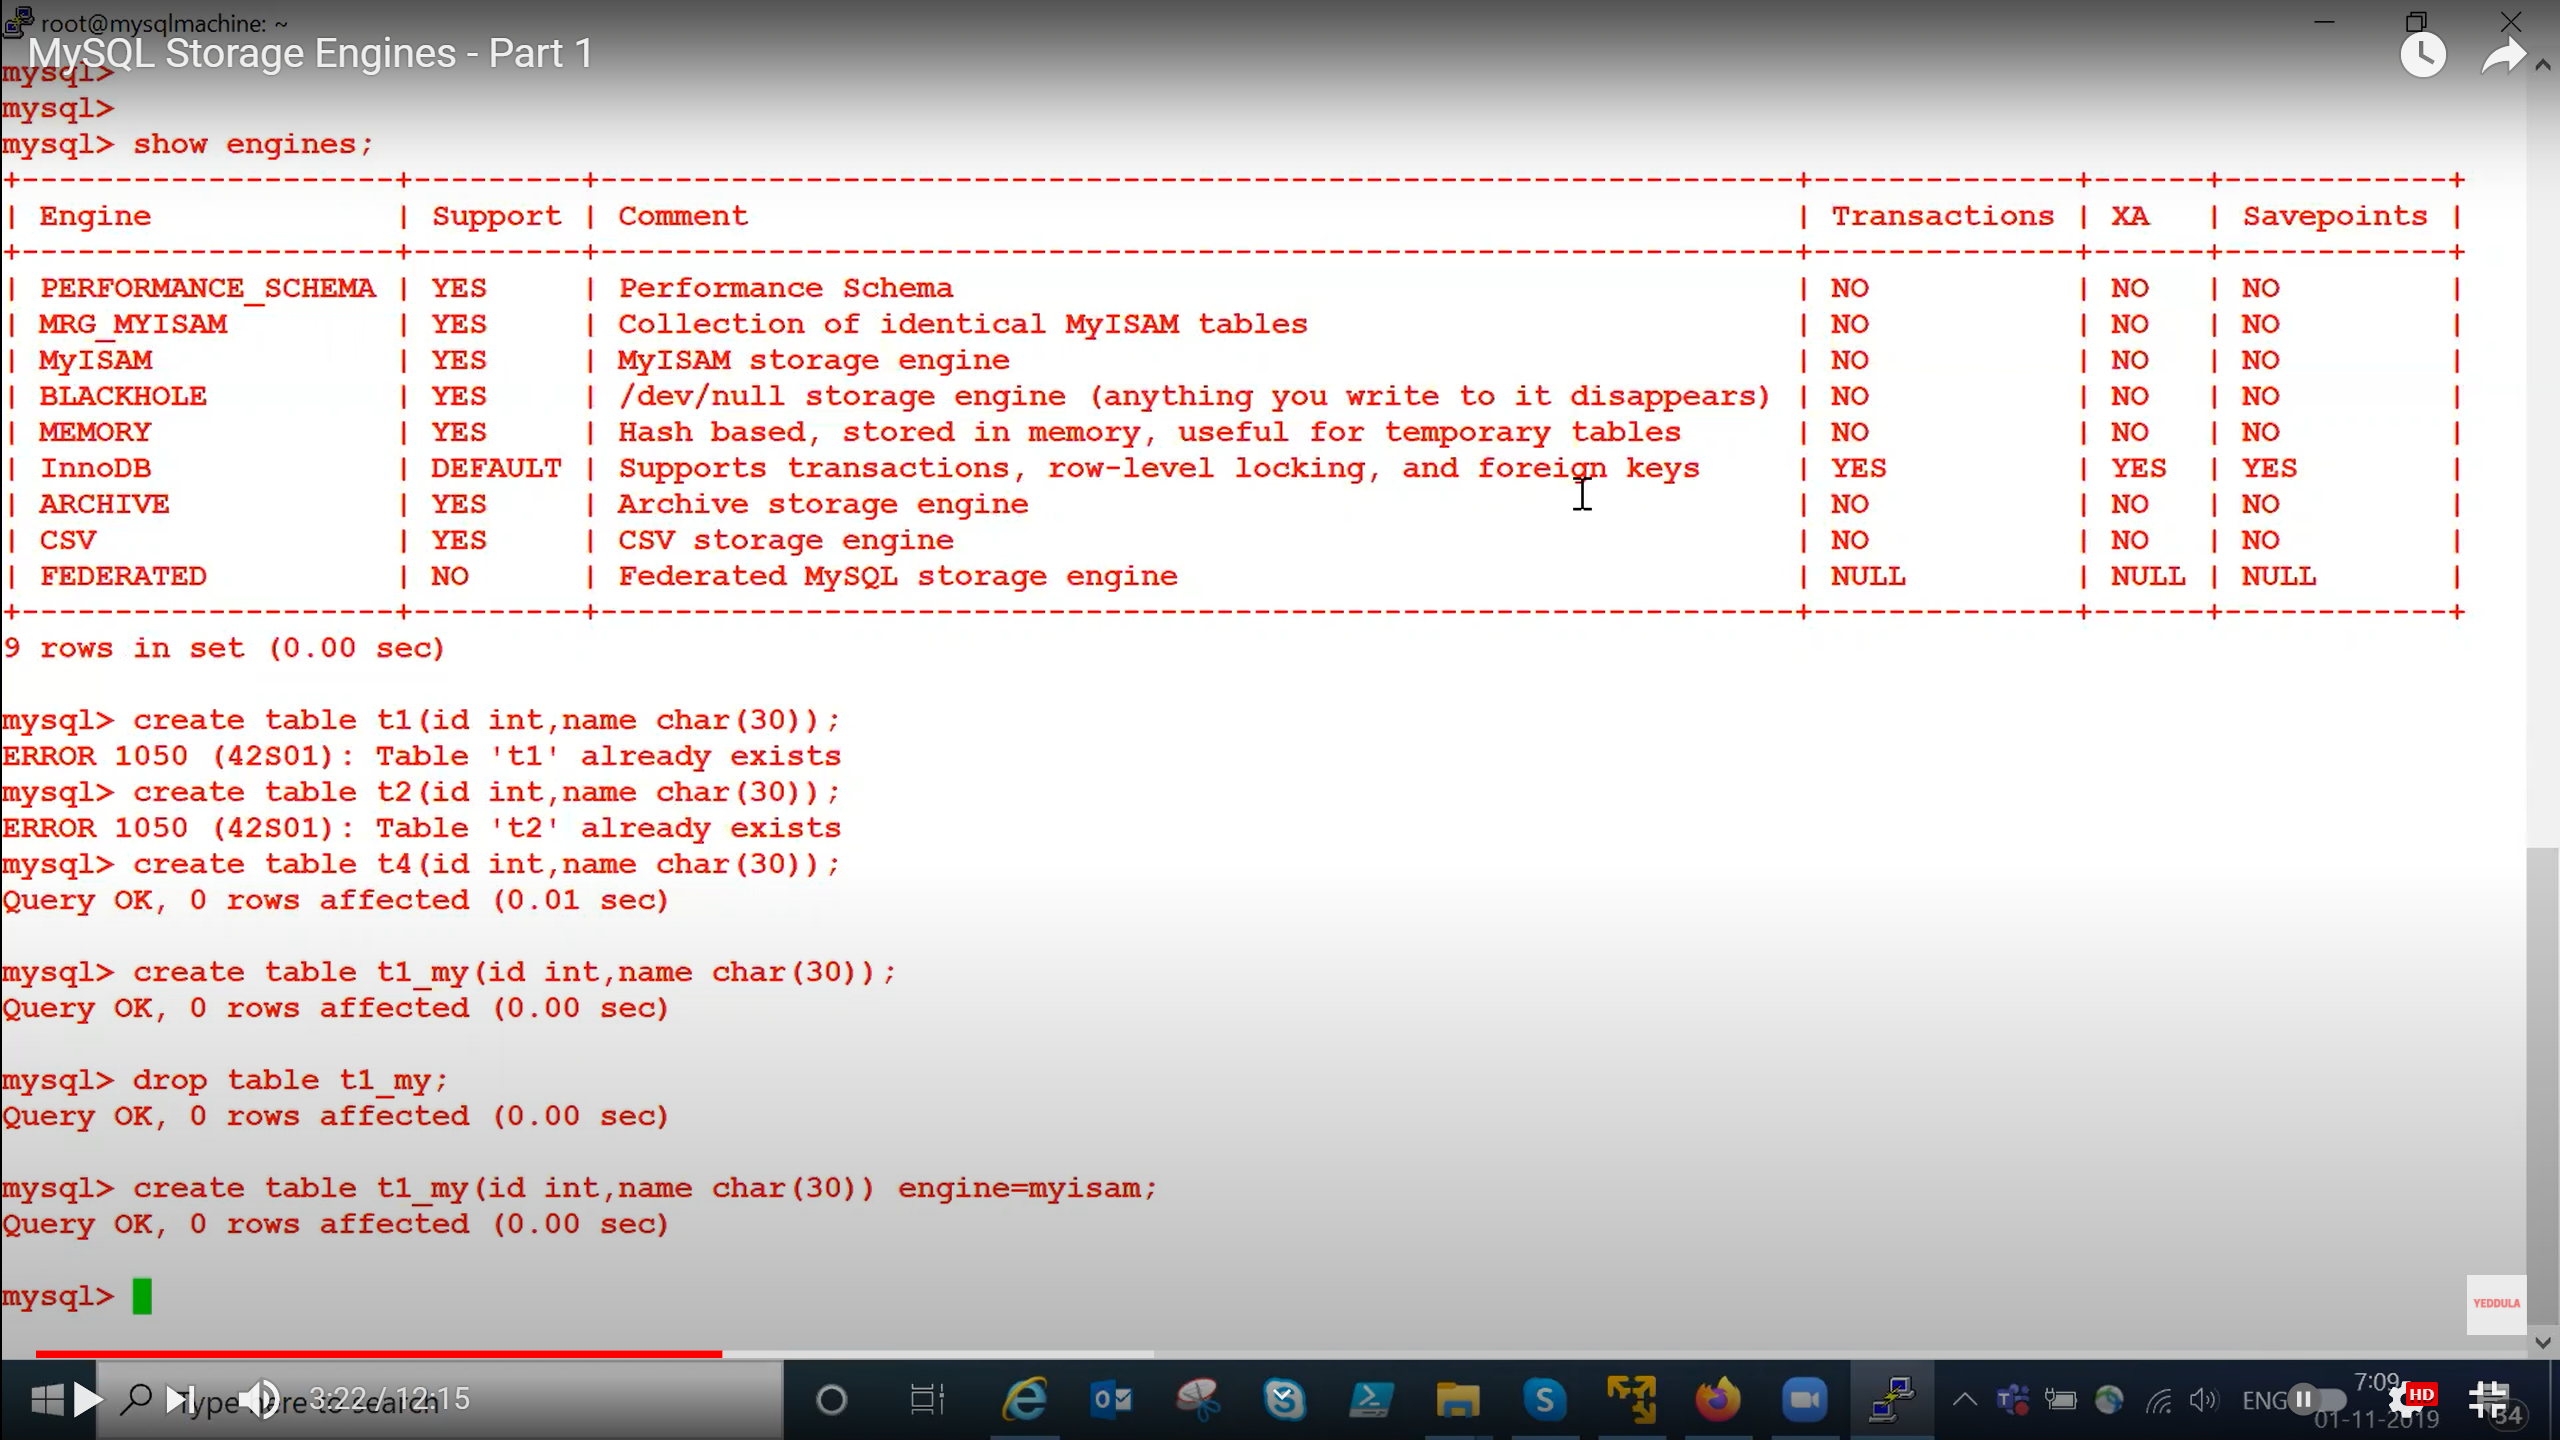 root@mysqlmachine: ~
MySQL Storage Engines - Part 1
mysql>
mysql>
mysql> show engines;
+--------------------+---------+----------------------------------------------------------------+--------------+------+------------+
| Engine             | Support | Comment                                                        | Transactions | XA   | Savepoints |
+--------------------+---------+----------------------------------------------------------------+--------------+------+------------+
| PERFORMANCE_SCHEMA | YES     | Performance Schema                                             | NO           | NO   | NO         |
| MRG_MYISAM         | YES     | Collection of identical MyISAM tables                          | NO           | NO   | NO         |
| MyISAM             | YES     | MyISAM storage engine                                          | NO           | NO   | NO         |
| BLACKHOLE          | YES     | /dev/null storage engine (anything you write to it disappears) | NO           | NO   | NO         |
| MEMORY             | YES     | Hash based, stored in memory, useful for temporary tables      | NO           | NO   | NO         |
| InnoDB             | DEFAULT | Supports transactions, row-level locking, and foreign keys     | YES          | YES  | YES        |
| ARCHIVE            | YES     | Archive storage engine                                         | NO           | NO   | NO         |
| CSV                | YES     | CSV storage engine                                             | NO           | NO   | NO         |
| FEDERATED          | NO      | Federated MySQL storage engine                                 | NULL         | NULL | NULL       |
+--------------------+---------+----------------------------------------------------------------+--------------+------+------------+
9 rows in set (0.00 sec)
mysql> create table t1(id int,name char(30));
ERROR 1050 (42S01): Table 't1' already exists
mysql> create table t2(id int,name char(30));
ERROR 1050 (42S01): Table 't2' already exists
mysql> create table t4(id int,name char(30));
Query OK, 0 rows affected (0.01 sec)
mysql> create table t1_my(id int,name char(30));
Query OK, 0 rows affected (0.00 sec)
mysql> drop table t1_my;
Query OK, 0 rows affected (0.00 sec)
mysql> create table t1_my(id int,name char(30)) engine=myisam;
Query OK, 0 rows affected (0.00 sec)
mysql>
YEDDULA
Type here to search
3:22 / 12:15
ENG
7:09
HD
01-11-2019
34